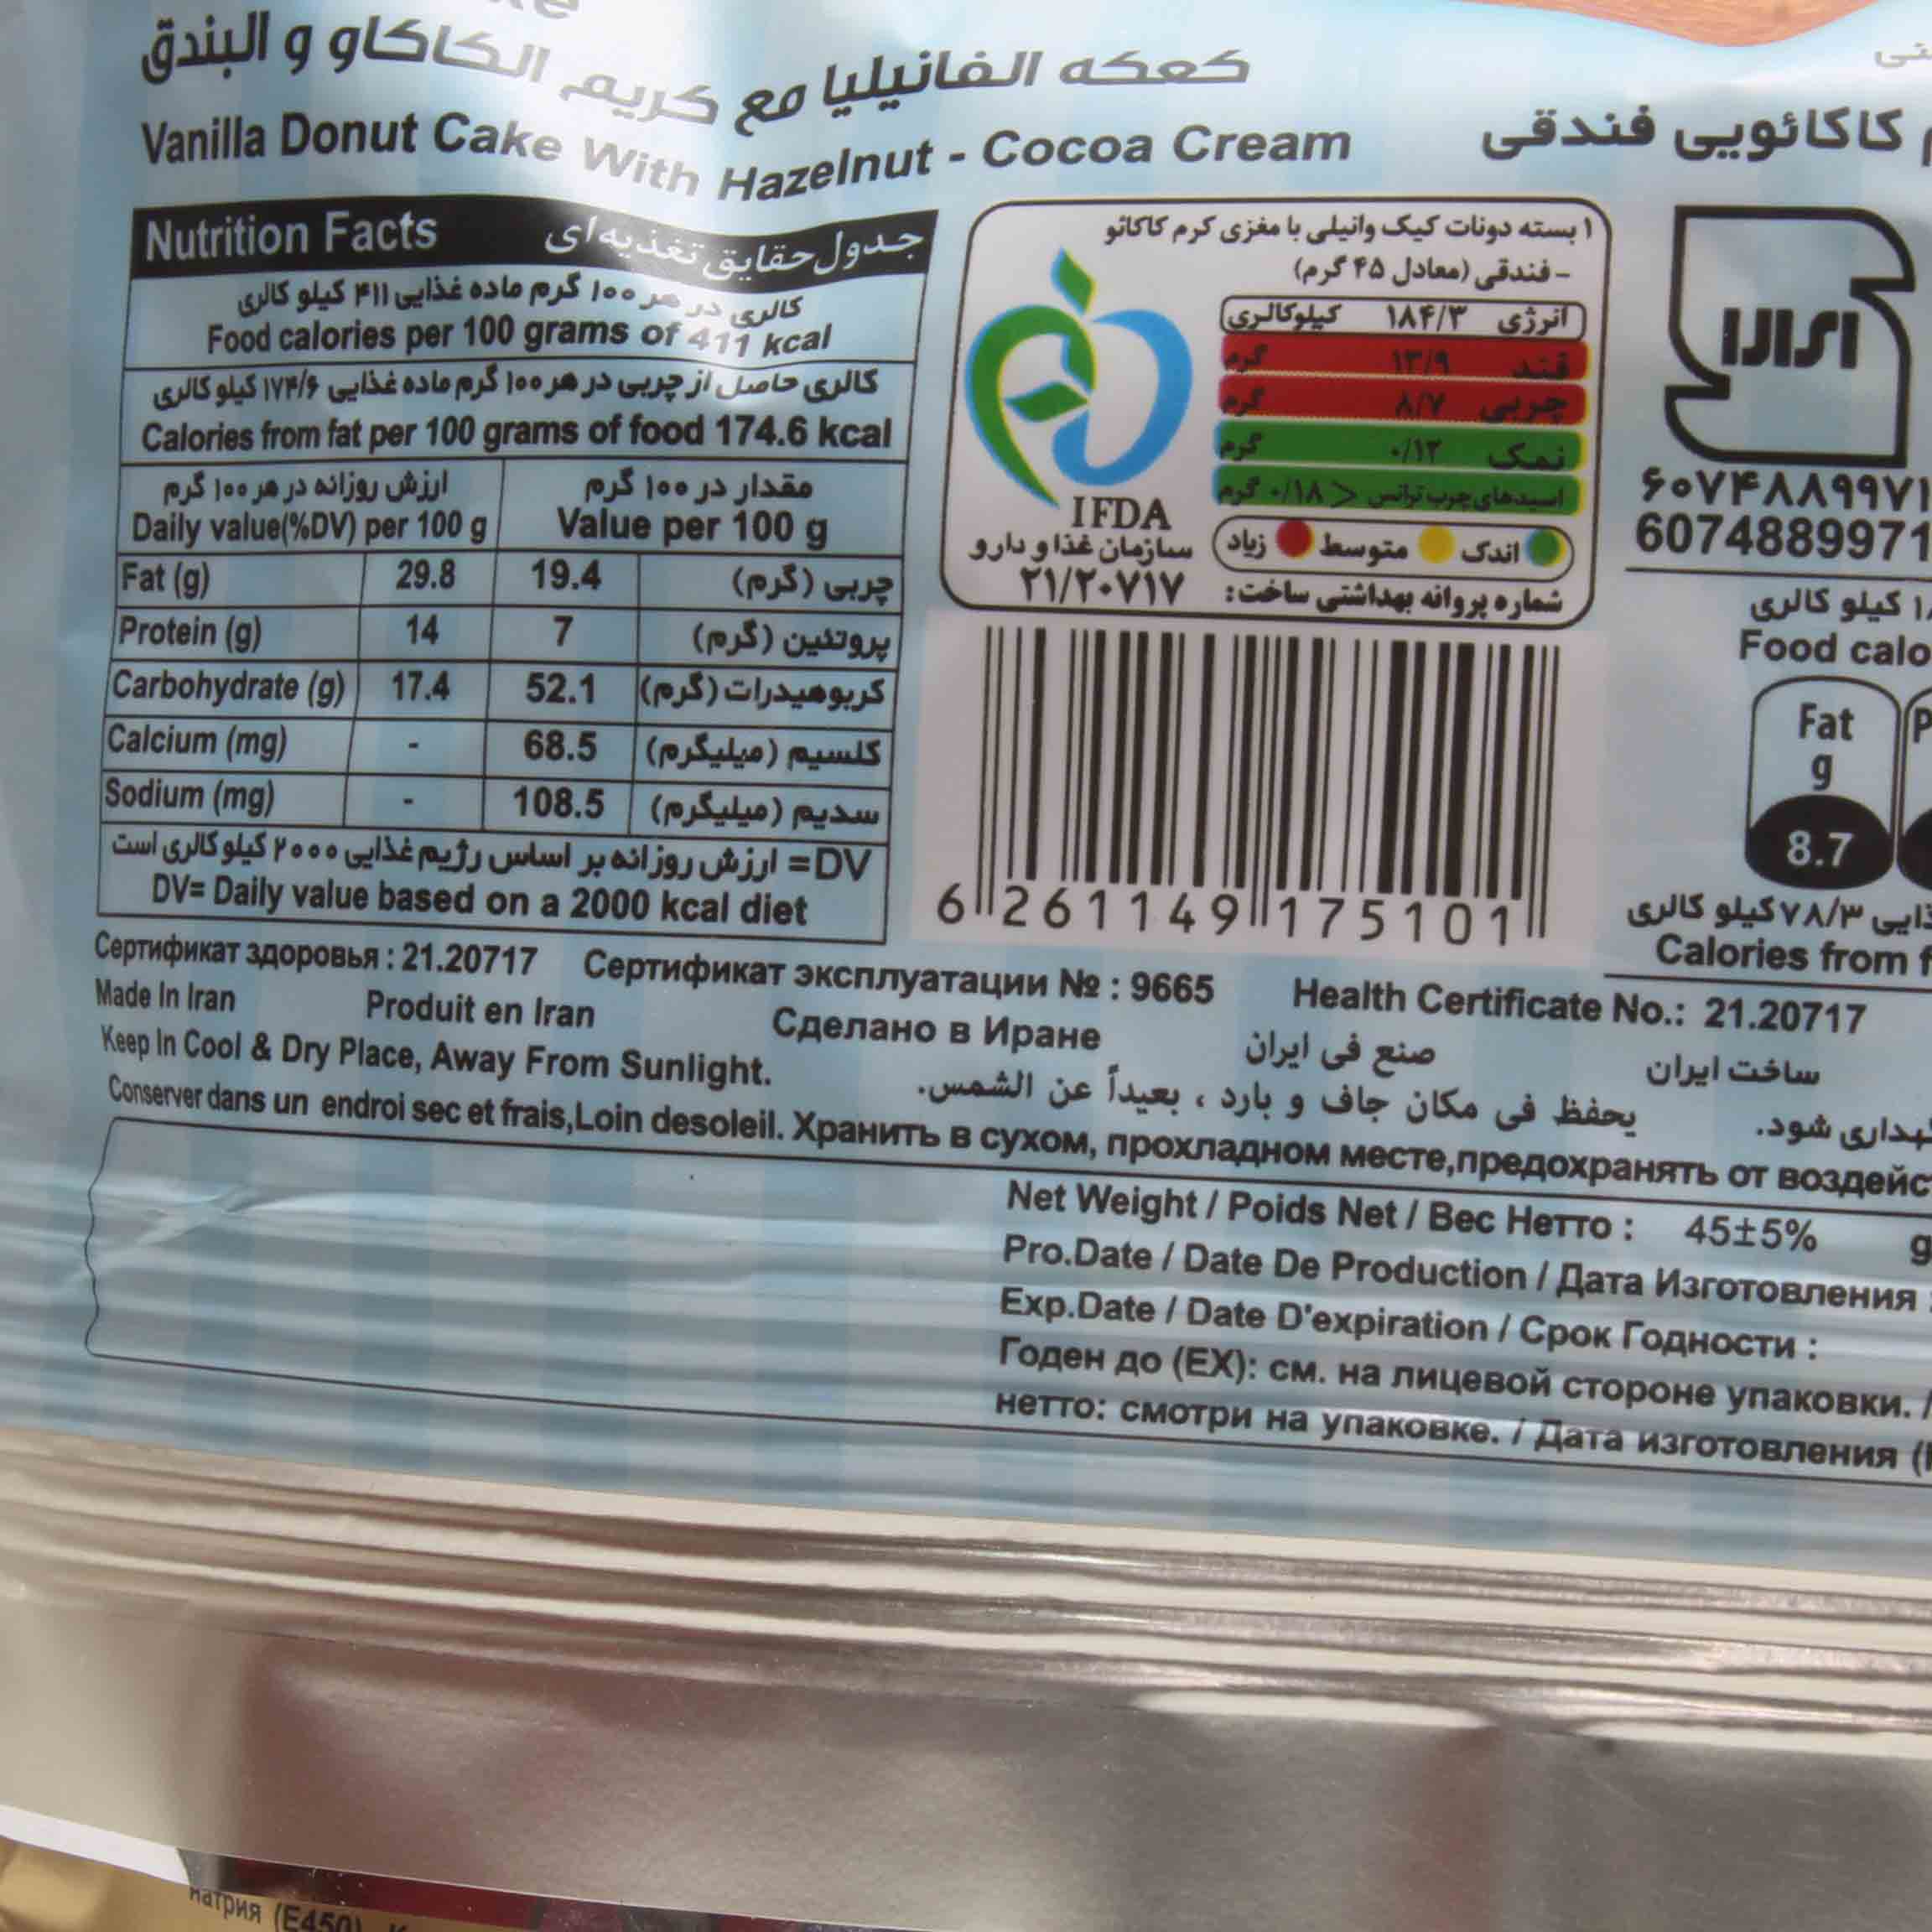 كعكه الفانيليا مع كريم الكاكاو و البندق
Vanilla Donut Cake With Hazelnut - Cocoa Cream
کاکائویی فندقی
Nutrition Facts جدول حقایق تغذیه ای
کالری در هر ۱۰۰ گرم ماده غذایی ۴۱۱ کیلو کالری
Food calories per 100 grams of 411 kcal
کالری حاصل از چربی در هر ۱۰۰ گرم ماده غذایی ۱۷۴/۶ کیلو کالری
Calories from fat per 100 grams of food 174.6 kcal
ارزش روزانه در هر ۱۰۰ گرم مقدار در ۱۰۰ گرم
Daily value(%DV) per 100 g Value per 100 g
Fat (g) 29.8 19.4 چربی (گرم)
Protein (g) 14 7 پروتئین (گرم)
Carbohydrate (g) 17.4 52.1 کربوهیدرات (گرم)
Calcium (mg) - 68.5 کلسیم (میلیگرم)
Sodium (mg) - 108.5 سدیم (میلیگرم)
DV= ارزش روزانه بر اساس رژیم غذایی ۲۰۰۰ کیلو کالری است
DV= Daily value based on a 2000 kcal diet
۱ بسته دونات کیک وانیلی با مغزی کرم کاکائو
- فندقی (معادل ۴۵ گرم)
انرژی ۱۸۴/۳ کیلوکالری
قند ۱۳/۹ گرم
چربی ۸/۷ گرم
نمک ۰/۱۲ گرم
اسیدهای چرب ترانس < ۰/۱۸ گرم
اندک متوسط زیاد
IFDA
سازمان غذا و دارو
شماره پروانه بهداشتی ساخت: ۲۱/۲۰۷۱۷
6 261149 175101
۶۰۷۴۸۸۹۹۷۱
6074889971
کیلو کالری
Food calo
Fat
g
8.7
۷۸/۳ کیلو کالری
Calories from f
Сертификат здоровья : 21.20717 Сертификат эксплуатации № : 9665 Health Certificate No.: 21.20717
Made In Iran Produit en Iran Сделано в Иране صنع في ايران ساخت ایران
Keep In Cool & Dry Place, Away From Sunlight. يحفظ في مكان جاف و بارد ، بعيداً عن الشمس. شود.
Conserver dans un endroi sec et frais,Loin desoleil. Хранить в сухом, прохладном месте,предохранять от воздейс
Net Weight / Poids Net / Вес Нетто : 45±5% g
Pro.Date / Date De Production / Дата Изготовления :
Exp.Date / Date D'expiration / Срок Годности :
Годен до (EX): см. на лицевой стороне упаковки. /
нетто: смотри на упаковке. / Дата изготовления (
натрия (E450)